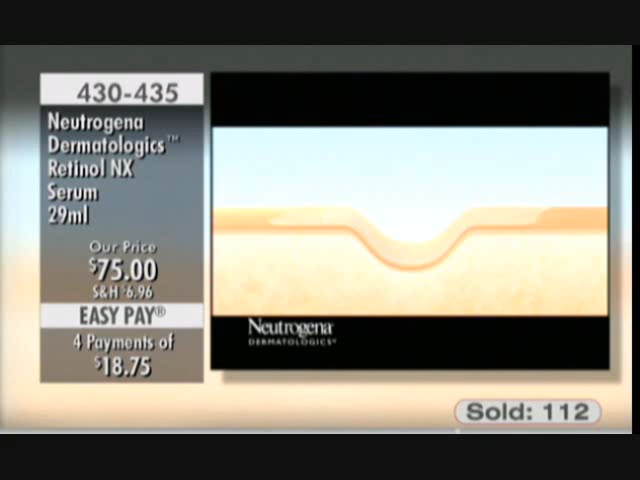 430-435
Neutrogena
Dermatologics™
Retinol NX
Serum
29ml
Our Price
$75.00
S&H $6.96
EASY PAY®
4 Payments of
$18.75
Neutrogena
DERMATOLOGICS®
Sold: 112